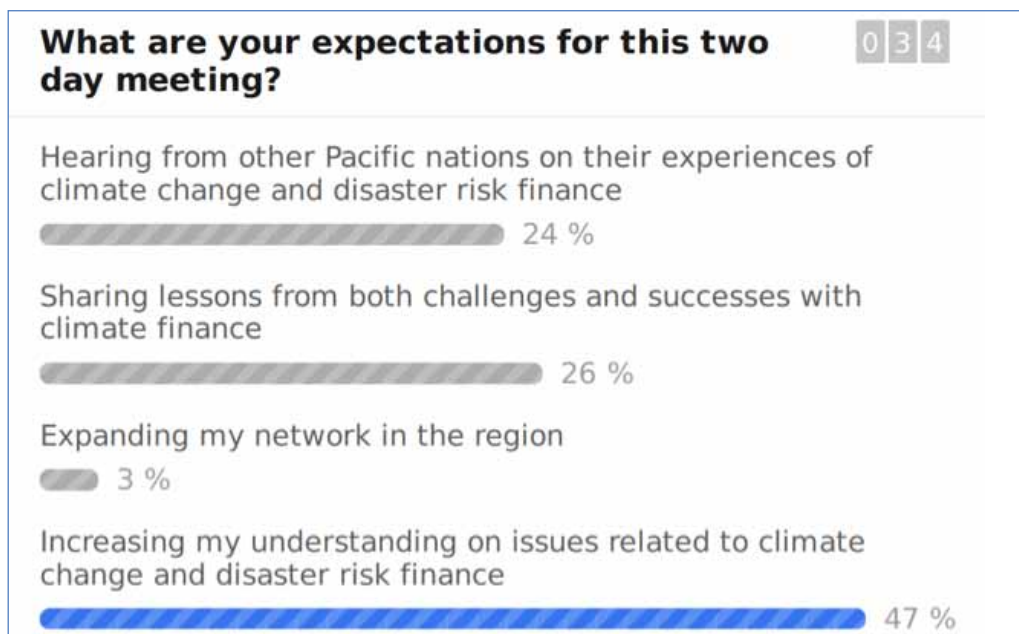 What are your expectations for this two
034
day meeting?
Hearing from other Pacific nations on their experiences of
climate change and disaster risk finance
24 %
Sharing lessons from both challenges and successes with
climate finance
26 %
Expanding my network in the region
3 %
Increasing my understanding on issues related to climate
change and disaster risk finance
47 %